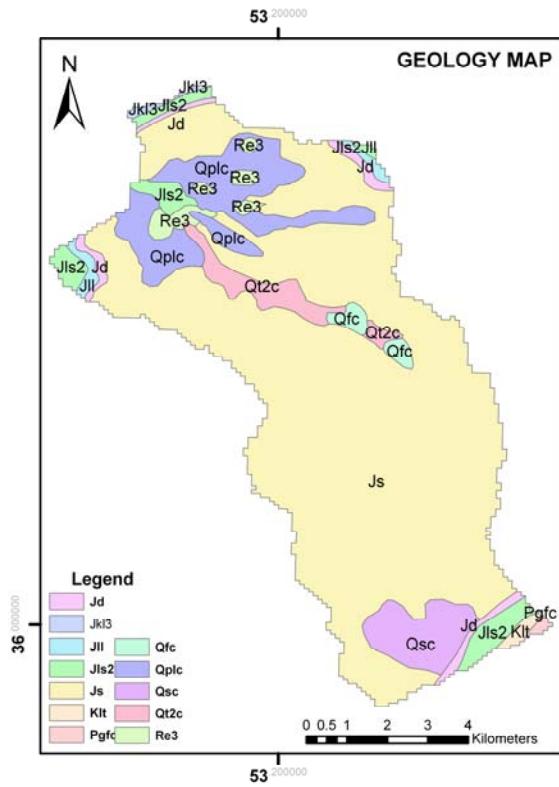 53 200000
GEOLOGY MAP
N
Jkl3
Jkl3 Jls2
Jd
Re3
Jls2 Jll
Jd
Qplc
Re3
Re3
Jls2
Re3
Re3
Qplc
Qplc
Jls2 Jd
Jll
Qt2c
Qfc
Qt2c
Qfc
Js
Pgfc
Jd
Klt
Jls2
Qsc
36 000000
Legend
Jd
Jkl3
Jll
Jls2
Js
Klt
Pgfc
Qfc
Qplc
Qsc
Qt2c
Re3
0 0.5 1 2 3 4
Kilometers
53 200000